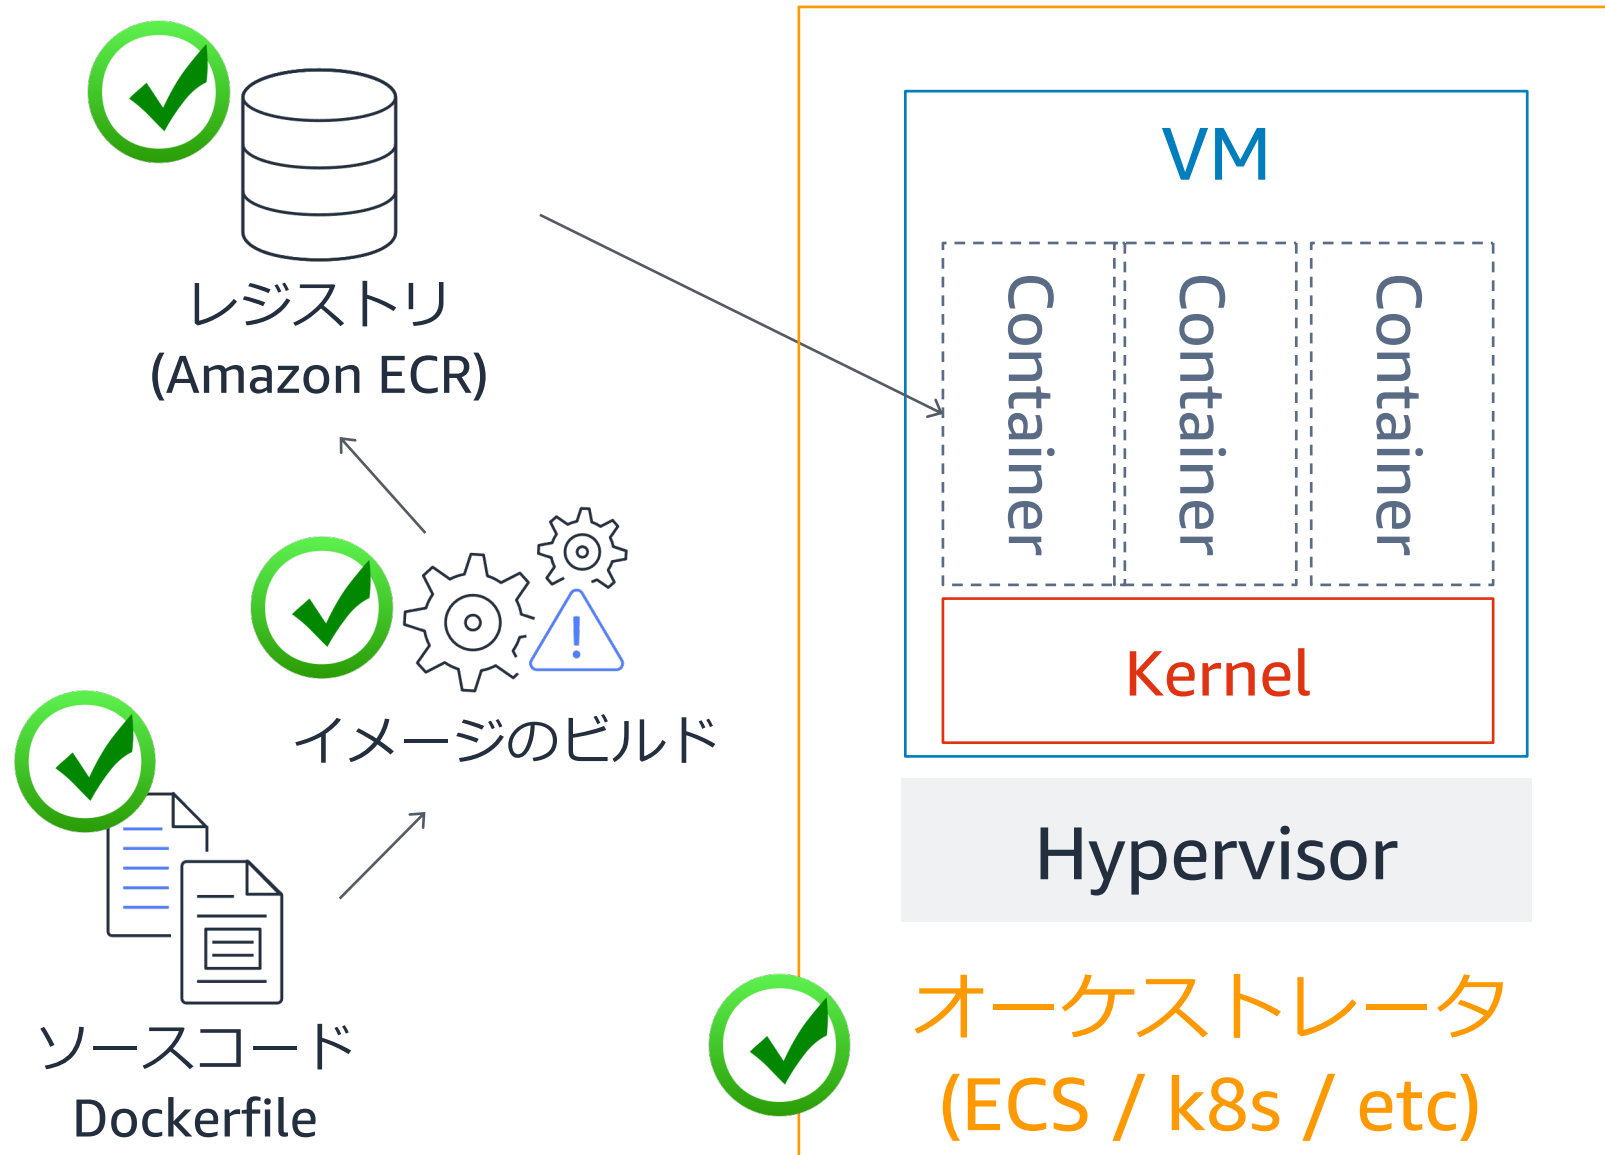 レジストリ
(Amazon ECR)
イメージのビルド
ソースコード
Dockerfile
VM
Container
Container
Container
Kernel
Hypervisor
オーケストレータ
(ECS / k8s / etc)